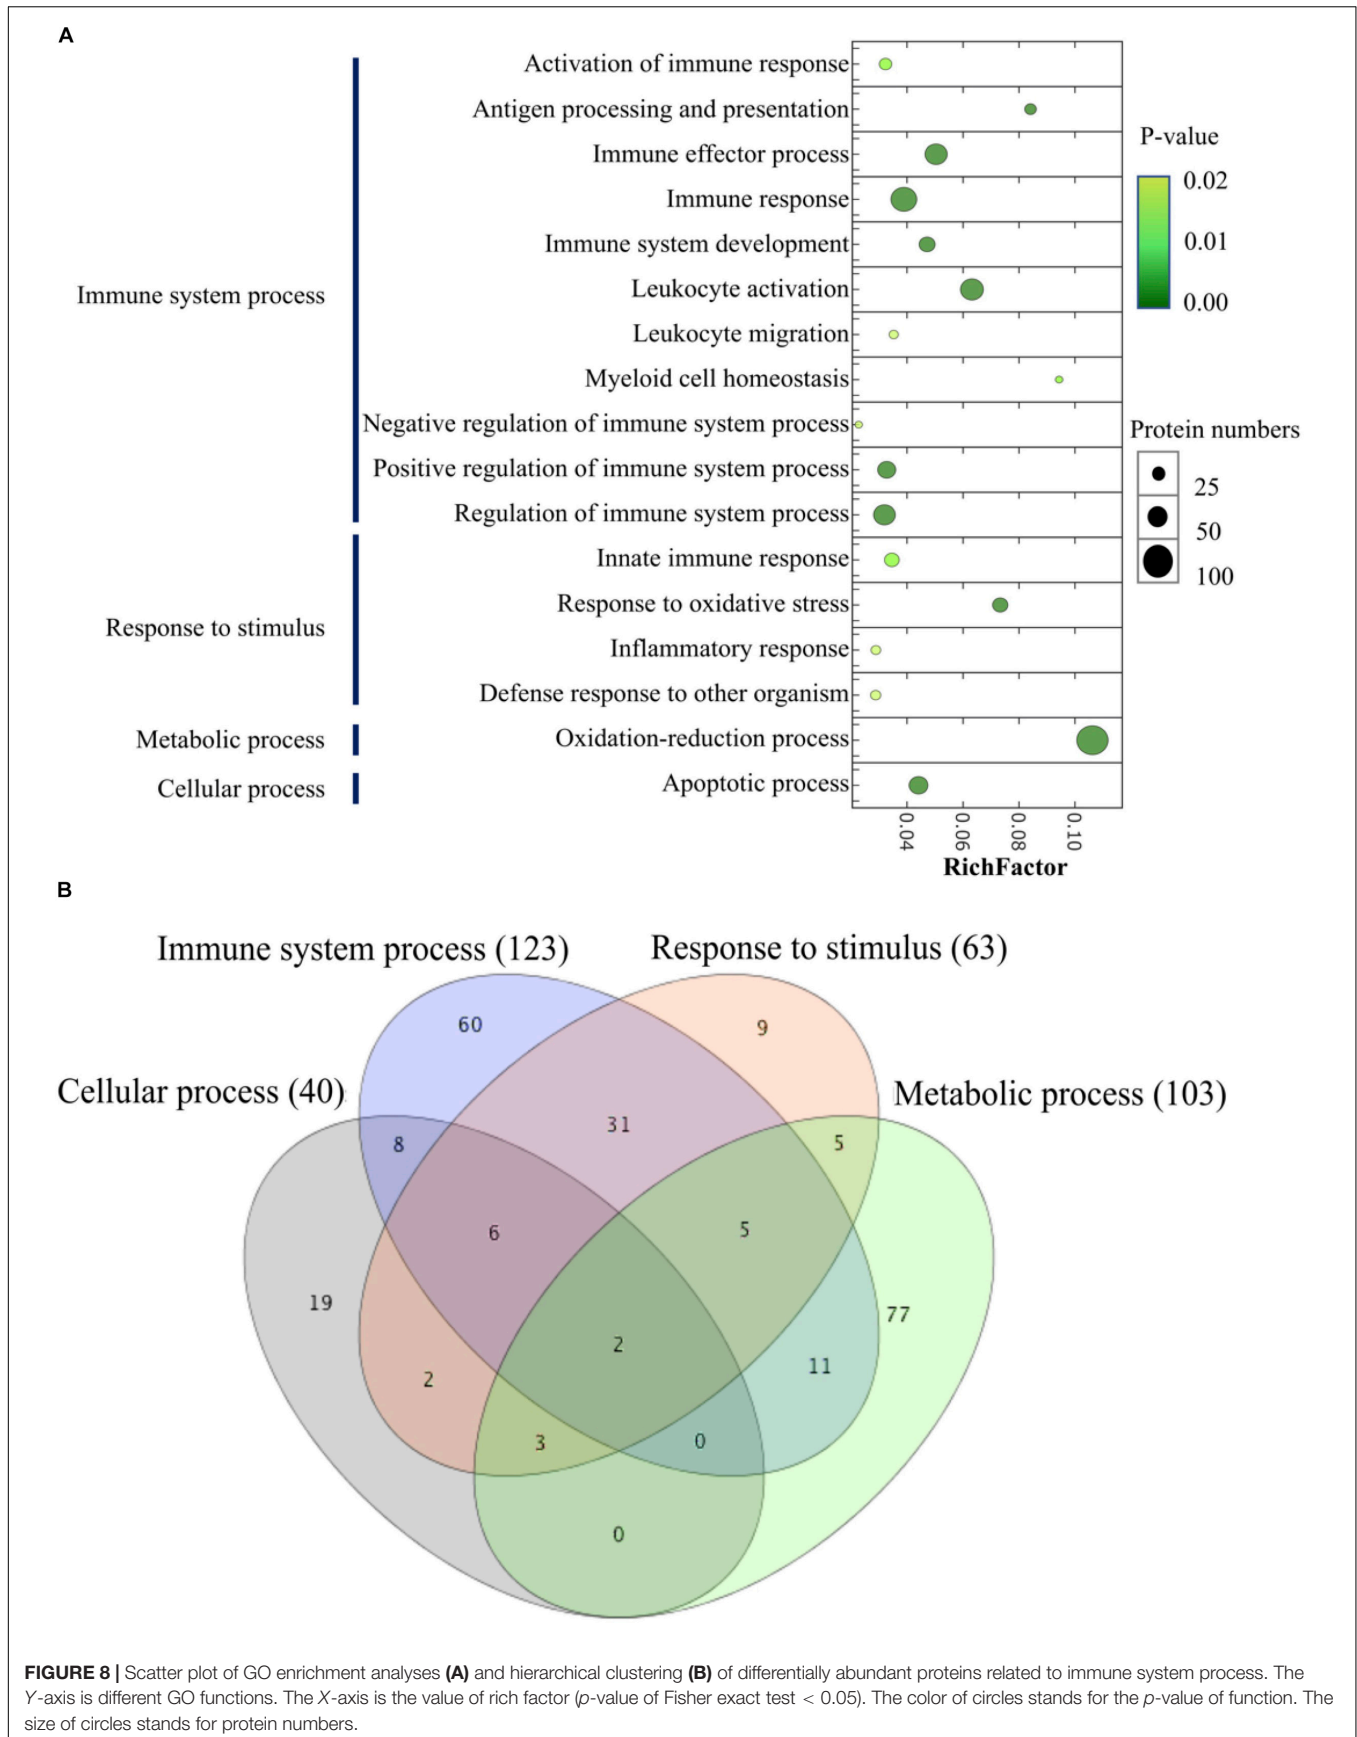 A
Activation of immune response
Antigen processing and presentation
Immune effector process
Immune response
Immune system development
Leukocyte activation
Leukocyte migration
Myeloid cell homeostasis
Negative regulation of immune system process
Positive regulation of immune system process
Regulation of immune system process
Innate immune response
Response to oxidative stress
Inflammatory response
Defense response to other organism
Oxidation-reduction process
Apoptotic process
Immune system process
Response to stimulus
Metabolic process
Cellular process
0.04
0.06
0.08
0.10
RichFactor
P-value
0.02
0.01
0.00
Protein numbers
25
50
100
B
Immune system process (123)
Response to stimulus (63)
Cellular process (40)
Metabolic process (103)
60
9
31
8
5
6
5
19
77
2
2
11
3
0
0
FIGURE 8 | Scatter plot of GO enrichment analyses (A) and hierarchical clustering (B) of differentially abundant proteins related to immune system process. The
Y-axis is different GO functions. The X-axis is the value of rich factor (p-value of Fisher exact test < 0.05). The color of circles stands for the p-value of function. The
size of circles stands for protein numbers.